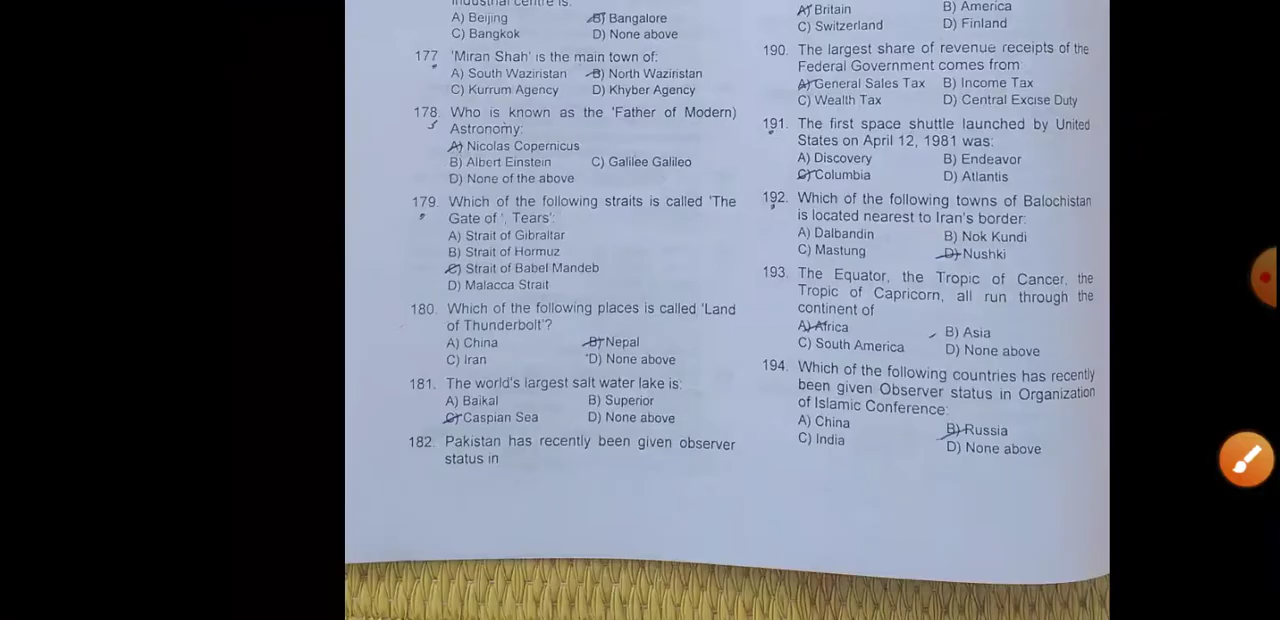 industrial centre is:
A) Beijing B) Bangalore
C) Bangkok D) None above
177 'Miran Shah' is the main town of:
A) South Waziristan B) North Waziristan
C) Kurrum Agency D) Khyber Agency
178. Who is known as the 'Father of Modern)
Astronomy:
A) Nicolas Copernicus
B) Albert Einstein C) Galilee Galileo
D) None of the above
179. Which of the following straits is called 'The
Gate of ', Tears':
A) Strait of Gibraltar
B) Strait of Hormuz
C) Strait of Babel Mandeb
D) Malacca Strait
180. Which of the following places is called 'Land
of Thunderbolt'?
A) China B) Nepal
C) Iran D) None above
181. The world's largest salt water lake is:
A) Baikal B) Superior
C) Caspian Sea D) None above
182. Pakistan has recently been given observer
status in
A) Britain B) America
C) Switzerland D) Finland
190. The largest share of revenue receipts of the
Federal Government comes from
A) General Sales Tax B) Income Tax
C) Wealth Tax D) Central Excise Duty
191. The first space shuttle launched by United
States on April 12, 1981 was:
A) Discovery B) Endeavor
C) Columbia D) Atlantis
192. Which of the following towns of Balochistan
is located nearest to Iran's border:
A) Dalbandin B) Nok Kundi
C) Mastung D) Nushki
193. The Equator, the Tropic of Cancer, the
Tropic of Capricorn, all run through the
continent of
A) Africa B) Asia
C) South America D) None above
194. Which of the following countries has recently
been given Observer status in Organization
of Islamic Conference:
A) China B) Russia
C) India D) None above